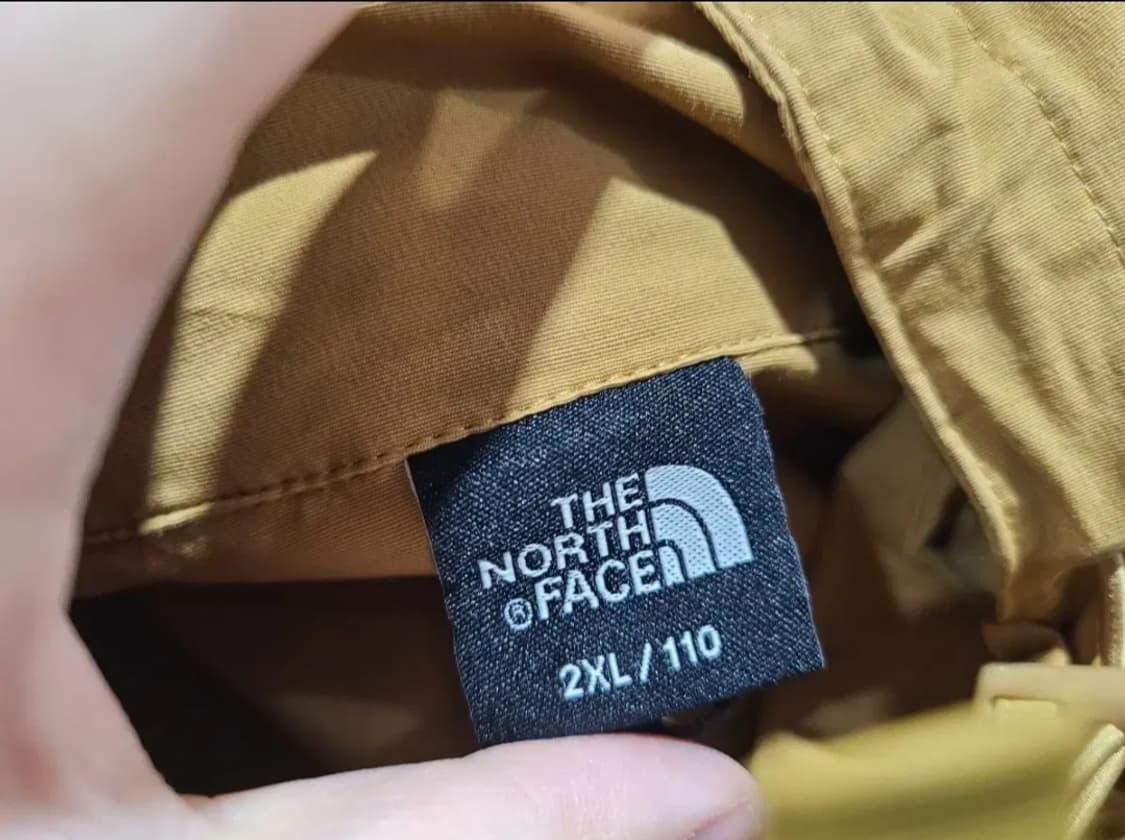 THE
NORTH
®FACE
2XL/110